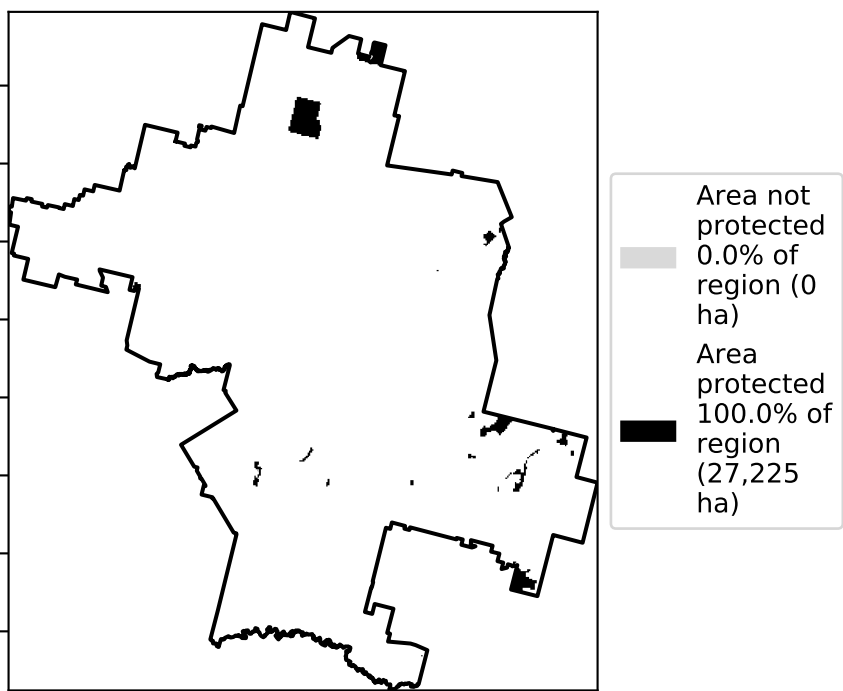 Area not
protected
0.0% of
region (0
ha)
Area
protected
100.0% of
region
(27,225
ha)